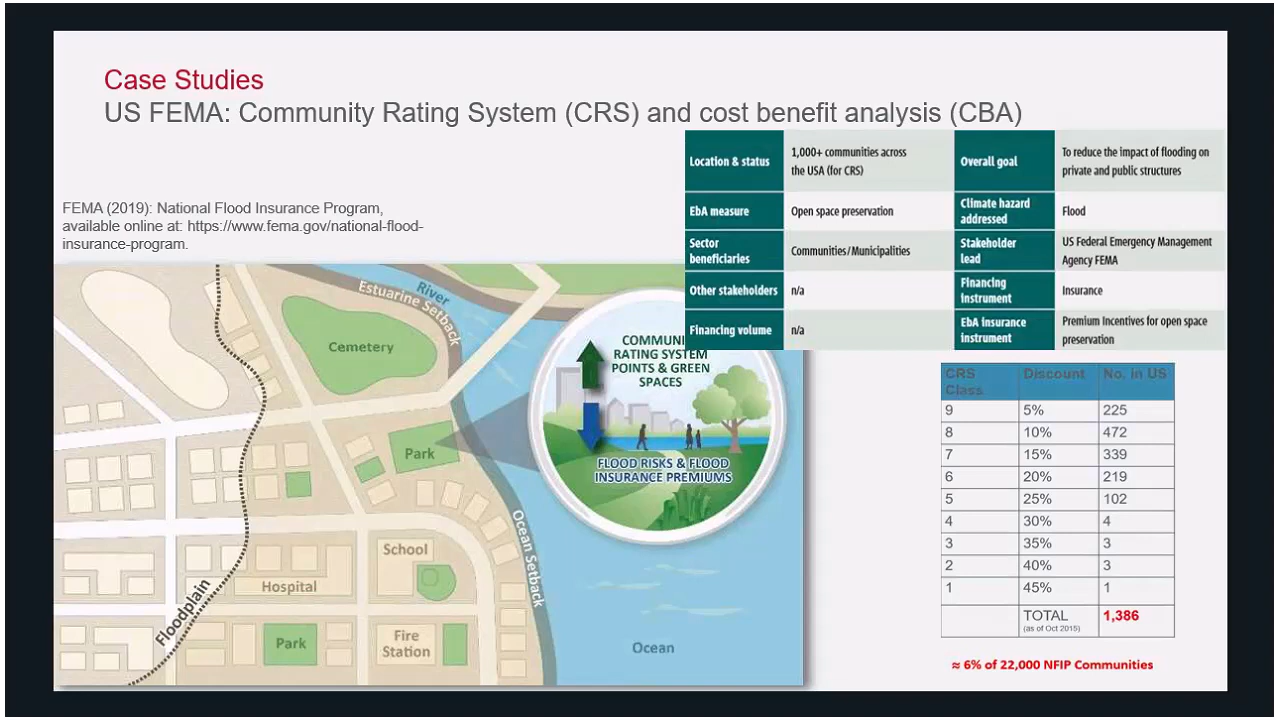 Case Studies
US FEMA: Community Rating System (CRS) and cost benefit analysis (CBA)
FEMA (2019): National Flood Insurance Program,
available online at: https://www.fema.gov/national-flood-
insurance-program.
Location & status
1,000+ communities across
the USA (for CRS)
Overall goal
To reduce the impact of flooding on
private and public structures
EbA measure
Open space preservation
Climate hazard
addressed
Flood
Sector
beneficiaries
Communities/Municipalities
Stakeholder
lead
US Federal Emergency Management
Agency FEMA
Other stakeholders
n/a
Financing
instrument
Insurance
Financing volume
n/a
EbA insurance
instrument
Premium Incentives for open space
preservation
River
Estuarine Setback
Cemetery
Park
School
Hospital
Floodplain
Park
Fire
Station
Ocean Setback
Ocean
RATING SYSTEM
POINTS & GREEN
SPACES
FLOOD RISKS & FLOOD
INSURANCE PREMIUMS
CRS Class Discount No. in US
9 5% 225
8 10% 472
7 15% 339
6 20% 219
5 25% 102
4 30% 4
3 35% 3
2 40% 3
1 45% 1
TOTAL 1,386
(as of Oct 2015)
≈ 6% of 22,000 NFIP Communities